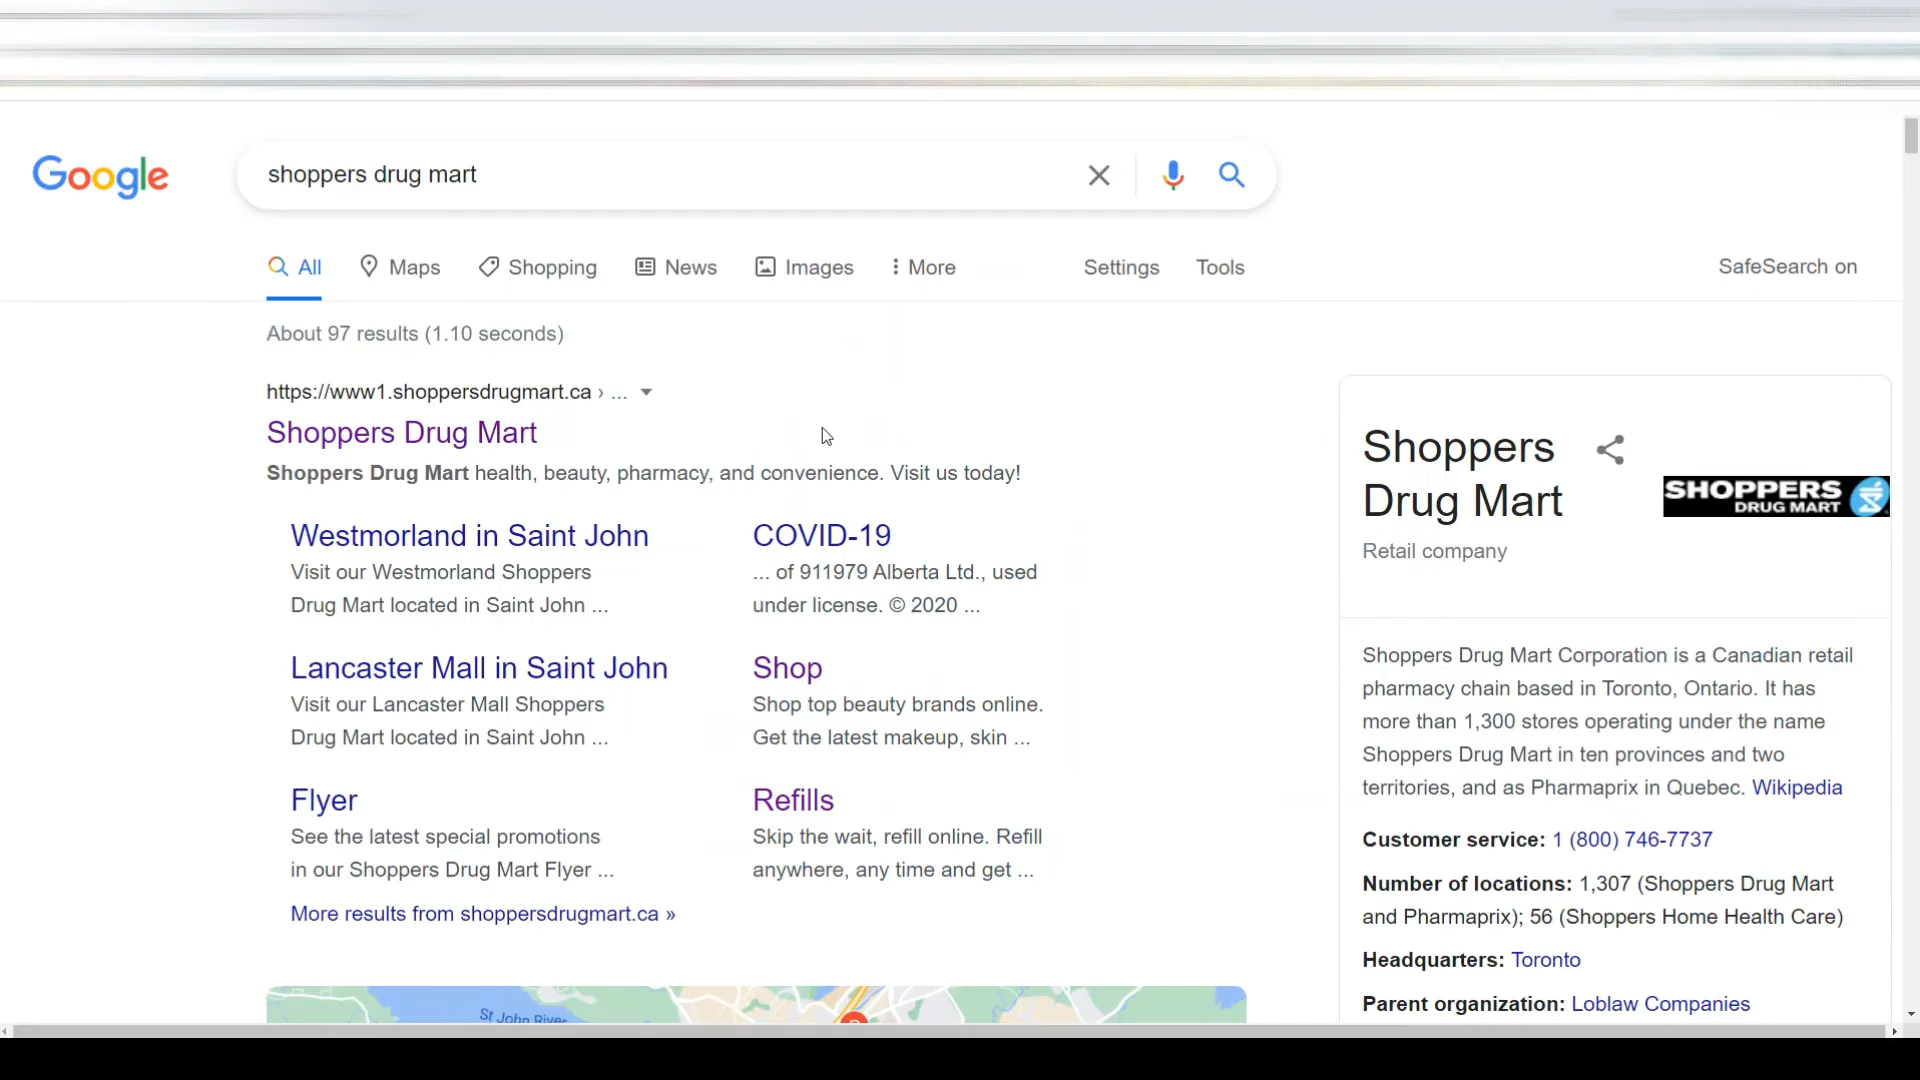 Google
shoppers drug mart
All
Maps
Shopping
News
Images
More
Settings
Tools
SafeSearch on
About 97 results (1.10 seconds)
https://www1.shoppersdrugmart.ca › ...
Shoppers Drug Mart
Shoppers Drug Mart health, beauty, pharmacy, and convenience. Visit us today!
Westmorland in Saint John
Visit our Westmorland Shoppers
Drug Mart located in Saint John ...
COVID-19
... of 911979 Alberta Ltd., used
under license. © 2020 ...
Lancaster Mall in Saint John
Visit our Lancaster Mall Shoppers
Drug Mart located in Saint John ...
Shop
Shop top beauty brands online.
Get the latest makeup, skin ...
Flyer
See the latest special promotions
in our Shoppers Drug Mart Flyer ...
Refills
Skip the wait, refill online. Refill
anywhere, any time and get ...
More results from shoppersdrugmart.ca »
St John River
Shoppers
Drug Mart
Retail company
SHOPPERS
DRUG MART
Shoppers Drug Mart Corporation is a Canadian retail
pharmacy chain based in Toronto, Ontario. It has
more than 1,300 stores operating under the name
Shoppers Drug Mart in ten provinces and two
territories, and as Pharmaprix in Quebec. Wikipedia
Customer service: 1 (800) 746-7737
Number of locations: 1,307 (Shoppers Drug Mart
and Pharmaprix); 56 (Shoppers Home Health Care)
Headquarters: Toronto
Parent organization: Loblaw Companies